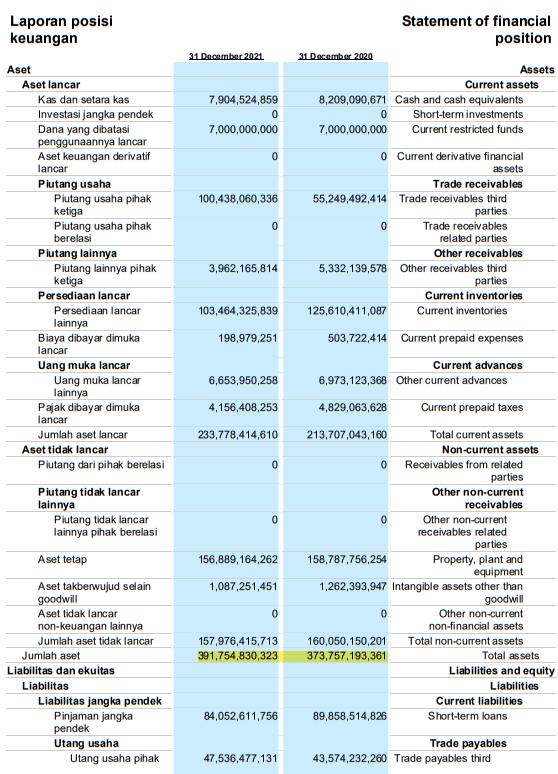 Laporan posisi keuangan Statement of financial position
31 December 2021 31 December 2020
Aset Assets
Aset lancar Current assets
Kas dan setara kas 7,904,524,859 8,209,090,671 Cash and cash equivalents
Investasi jangka pendek 0 0 Short-term investments
Dana yang dibatasi penggunaannya lancar 7,000,000,000 7,000,000,000 Current restricted funds
Aset keuangan derivatif lancar 0 0 Current derivative financial assets
Piutang usaha Trade receivables
Piutang usaha pihak ketiga 100,438,060,336 55,249,492,414 Trade receivables third parties
Piutang usaha pihak berelasi 0 0 Trade receivables related parties
Piutang lainnya Other receivables
Piutang lainnya pihak ketiga 3,962,165,814 5,332,139,578 Other receivables third parties
Persediaan lancar Current inventories
Persediaan lancar lainnya 103,464,325,839 125,610,411,087 Current inventories
Biaya dibayar dimuka lancar 198,979,251 503,722,414 Current prepaid expenses
Uang muka lancar Current advances
Uang muka lancar lainnya 6,653,950,258 6,973,123,368 Other current advances
Pajak dibayar dimuka lancar 4,156,408,253 4,829,063,628 Current prepaid taxes
Jumlah aset lancar 233,778,414,610 213,707,043,160 Total current assets
Aset tidak lancar Non-current assets
Piutang dari pihak berelasi 0 0 Receivables from related parties
Piutang tidak lancar lainnya Other non-current receivables
Piutang tidak lancar lainnya pihak berelasi 0 0 Other non-current receivables related parties
Aset tetap 156,889,164,262 158,787,756,254 Property, plant and equipment
Aset takberwujud selain goodwill 1,087,251,451 1,262,393,947 Intangible assets other than goodwill
Aset tidak lancar non-keuangan lainnya 0 0 Other non-current non-financial assets
Jumlah aset tidak lancar 157,976,415,713 160,050,150,201 Total non-current assets
Jumlah aset 391,754,830,323 373,757,193,361 Total assets
Liabilitas dan ekuitas Liabilities and equity
Liabilitas Liabilities
Liabilitas jangka pendek Current liabilities
Pinjaman jangka pendek 84,052,611,756 89,858,514,826 Short-term loans
Utang usaha Trade payables
Utang usaha pihak 47,536,477,131 43,574,232,260 Trade payables third